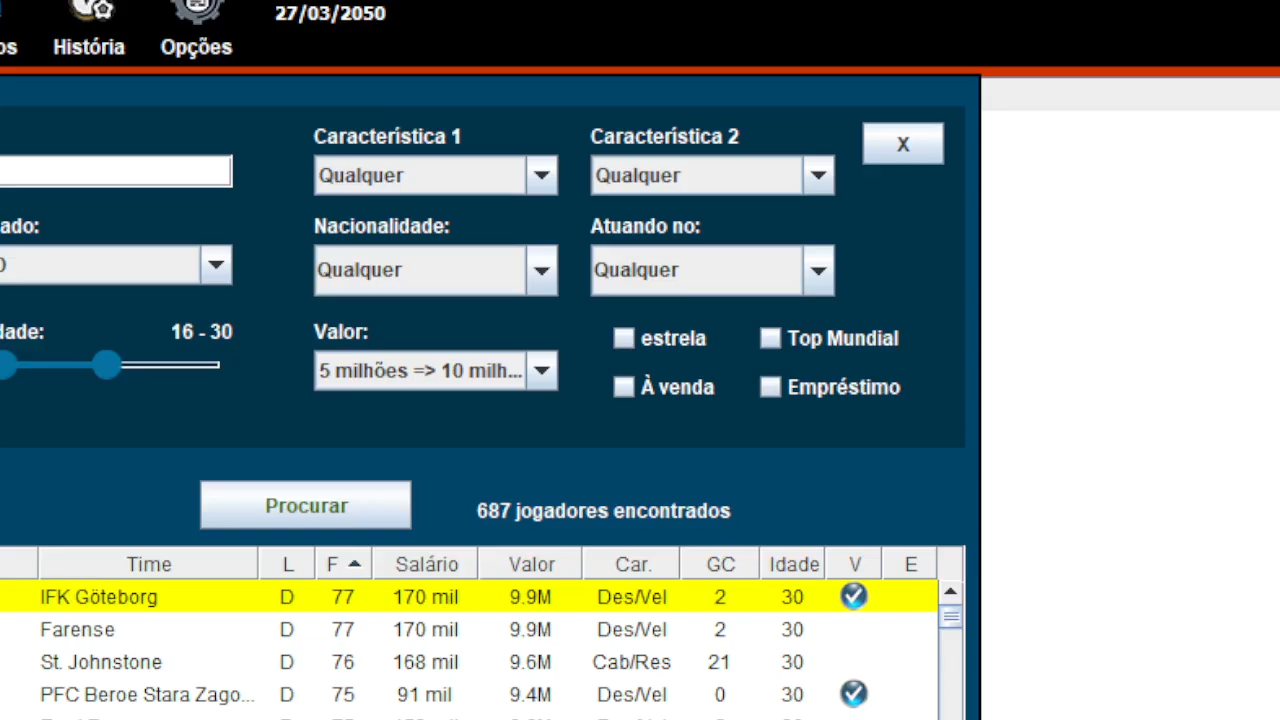 27/03/2050
os História Opções
Característica 1 Característica 2
X
Qualquer Qualquer
ado: Nacionalidade: Atuando no:
Qualquer Qualquer
dade: 16 - 30 Valor: estrela Top Mundial
5 milhões => 10 milh... À venda Empréstimo
Procurar 687 jogadores encontrados
Time L F Salário Valor Car. GC Idade V E
IFK Göteborg D 77 170 mil 9.9M Des/Vel 2 30
Farense D 77 170 mil 9.9M Des/Vel 2 30
St. Johnstone D 76 168 mil 9.6M Cab/Res 21 30
PFC Beroe Stara Zago... D 75 91 mil 9.4M Des/Vel 0 30